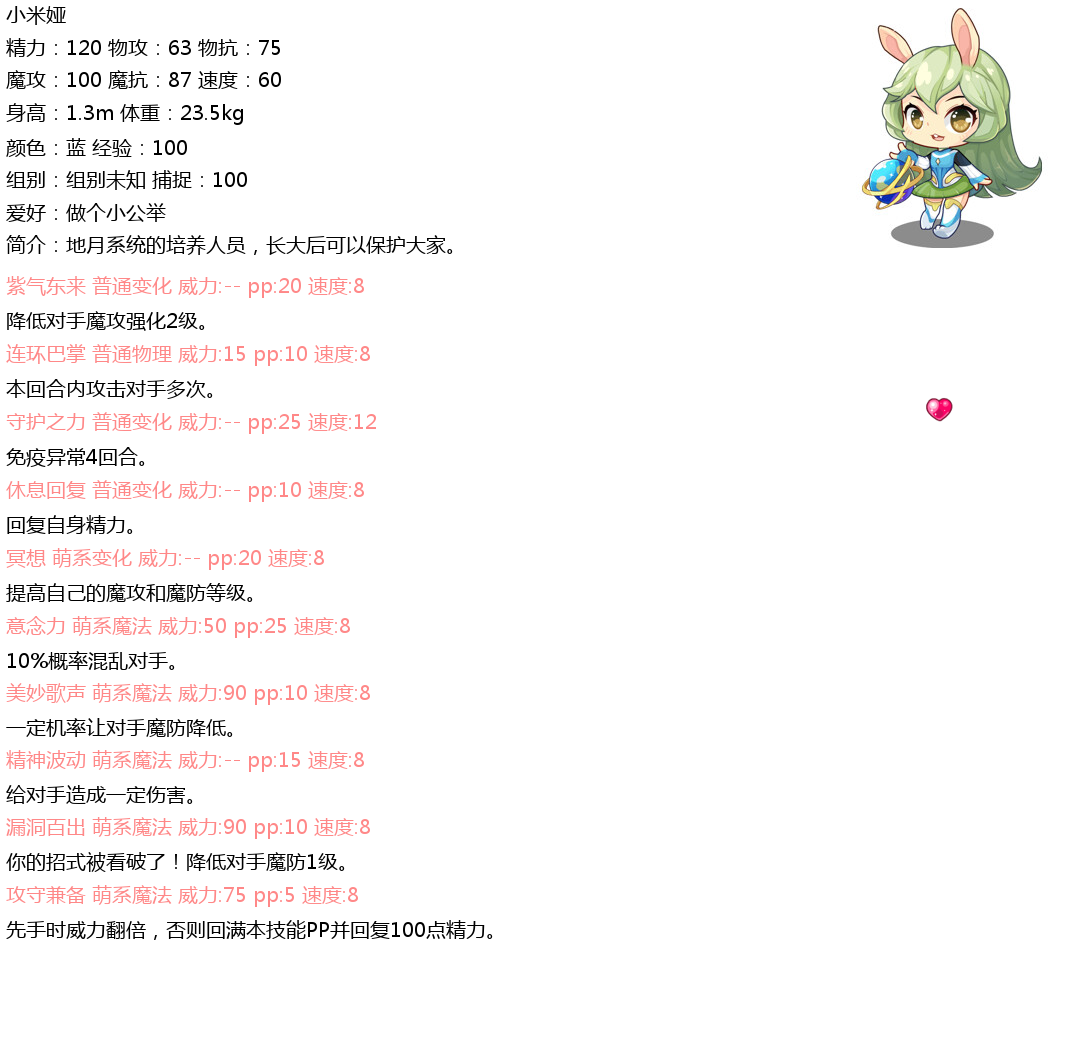 小米娅
精力：120 物攻：63 物抗：75
魔攻：100 魔抗：87 速度：60
身高：1.3m 体重：23.5kg
颜色：蓝 经验：100
组别：组别未知 捕捉：100
爱好：做个小公举
简介：地月系统的培养人员，长大后可以保护大家。
紫气东来 普通变化 威力:-- pp:20 速度:8
降低对手魔攻强化2级。
连环巴掌 普通物理 威力:15 pp:10 速度:8
本回合内攻击对手多次。
守护之力 普通变化 威力:-- pp:25 速度:12
免疫异常4回合。
休息回复 普通变化 威力:-- pp:10 速度:8
回复自身精力。
冥想 萌系变化 威力:-- pp:20 速度:8
提高自己的魔攻和魔防等级。
意念力 萌系魔法 威力:50 pp:25 速度:8
10%概率混乱对手。
美妙歌声 萌系魔法 威力:90 pp:10 速度:8
一定机率让对手魔防降低。
精神波动 萌系魔法 威力:-- pp:15 速度:8
给对手造成一定伤害。
漏洞百出 萌系魔法 威力:90 pp:10 速度:8
你的招式被看破了！降低对手魔防1级。
攻守兼备 萌系魔法 威力:75 pp:5 速度:8
先手时威力翻倍，否则回满本技能PP并回复100点精力。